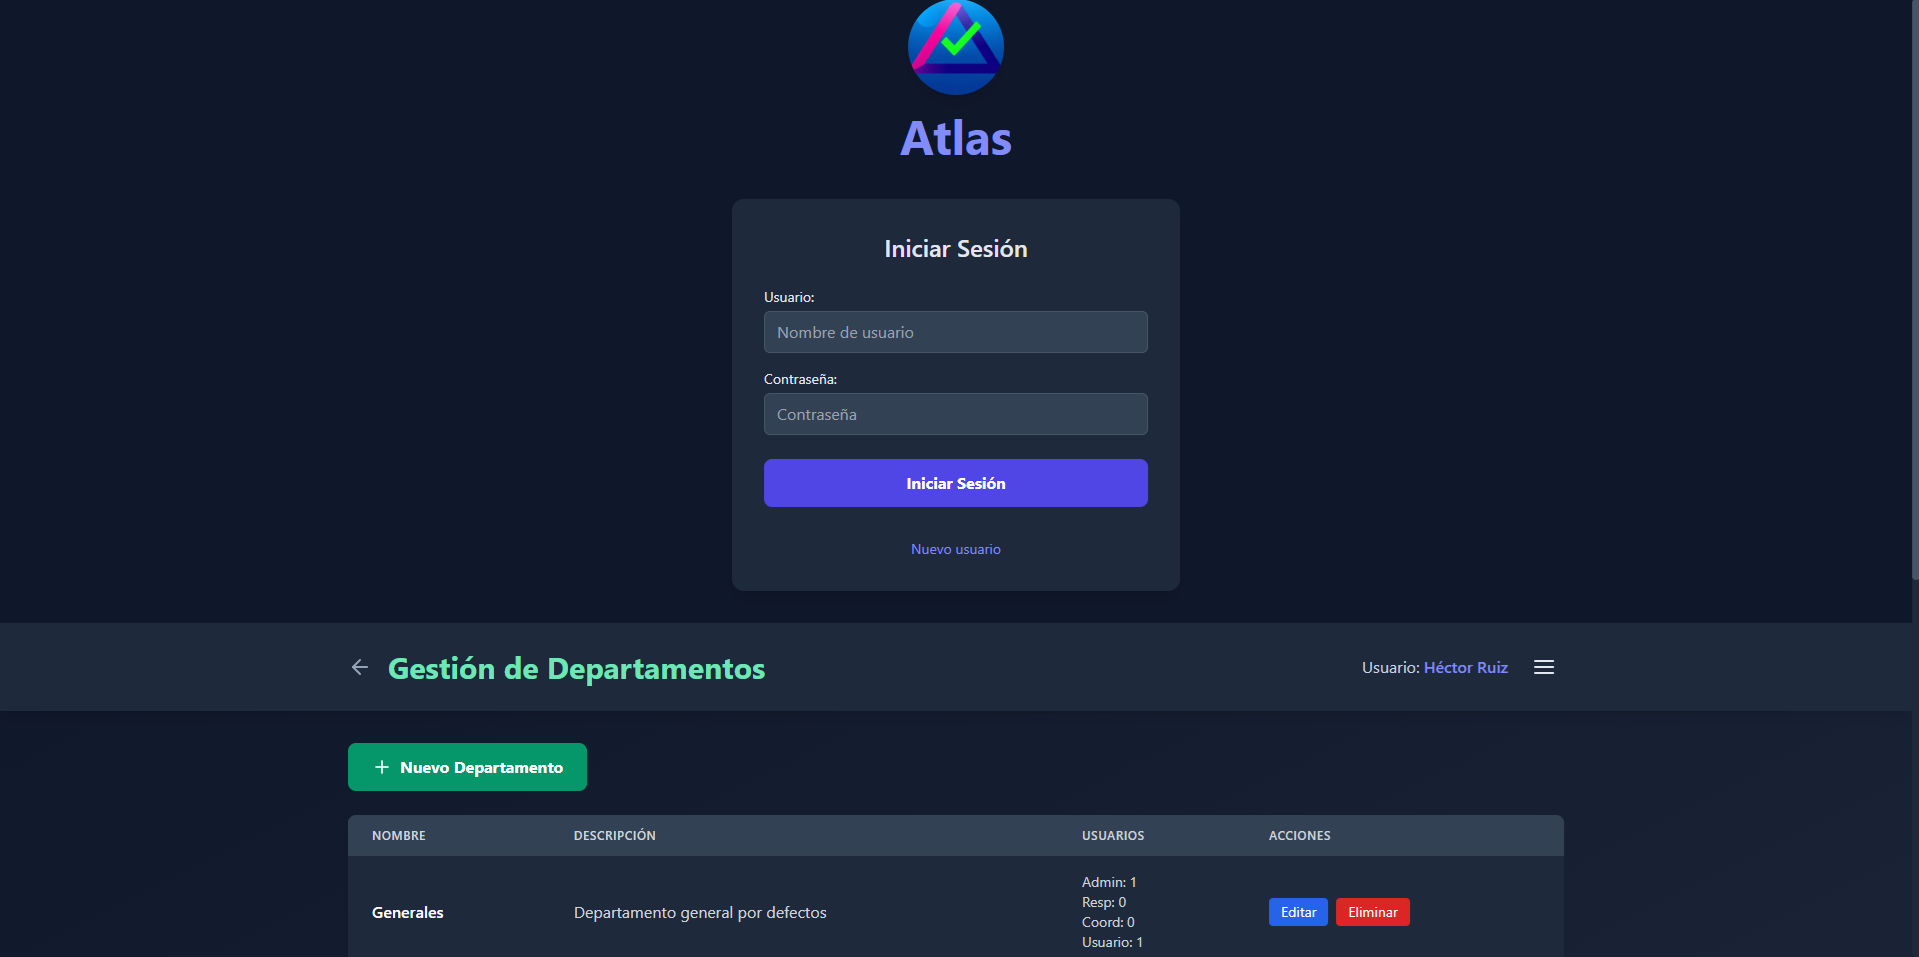 Atlas
Iniciar Sesión
Usuario:
Nombre de usuario
Contraseña:
Contraseña
Iniciar Sesión
Nuevo usuario
Gestión de Departamentos
Usuario: Héctor Ruiz
Nuevo Departamento
NOMBRE DESCRIPCIÓN USUARIOS ACCIONES
Generales
Departamento general por defectos
Admin: 1
Resp: 0
Coord: 0
Usuario: 1
Editar Eliminar